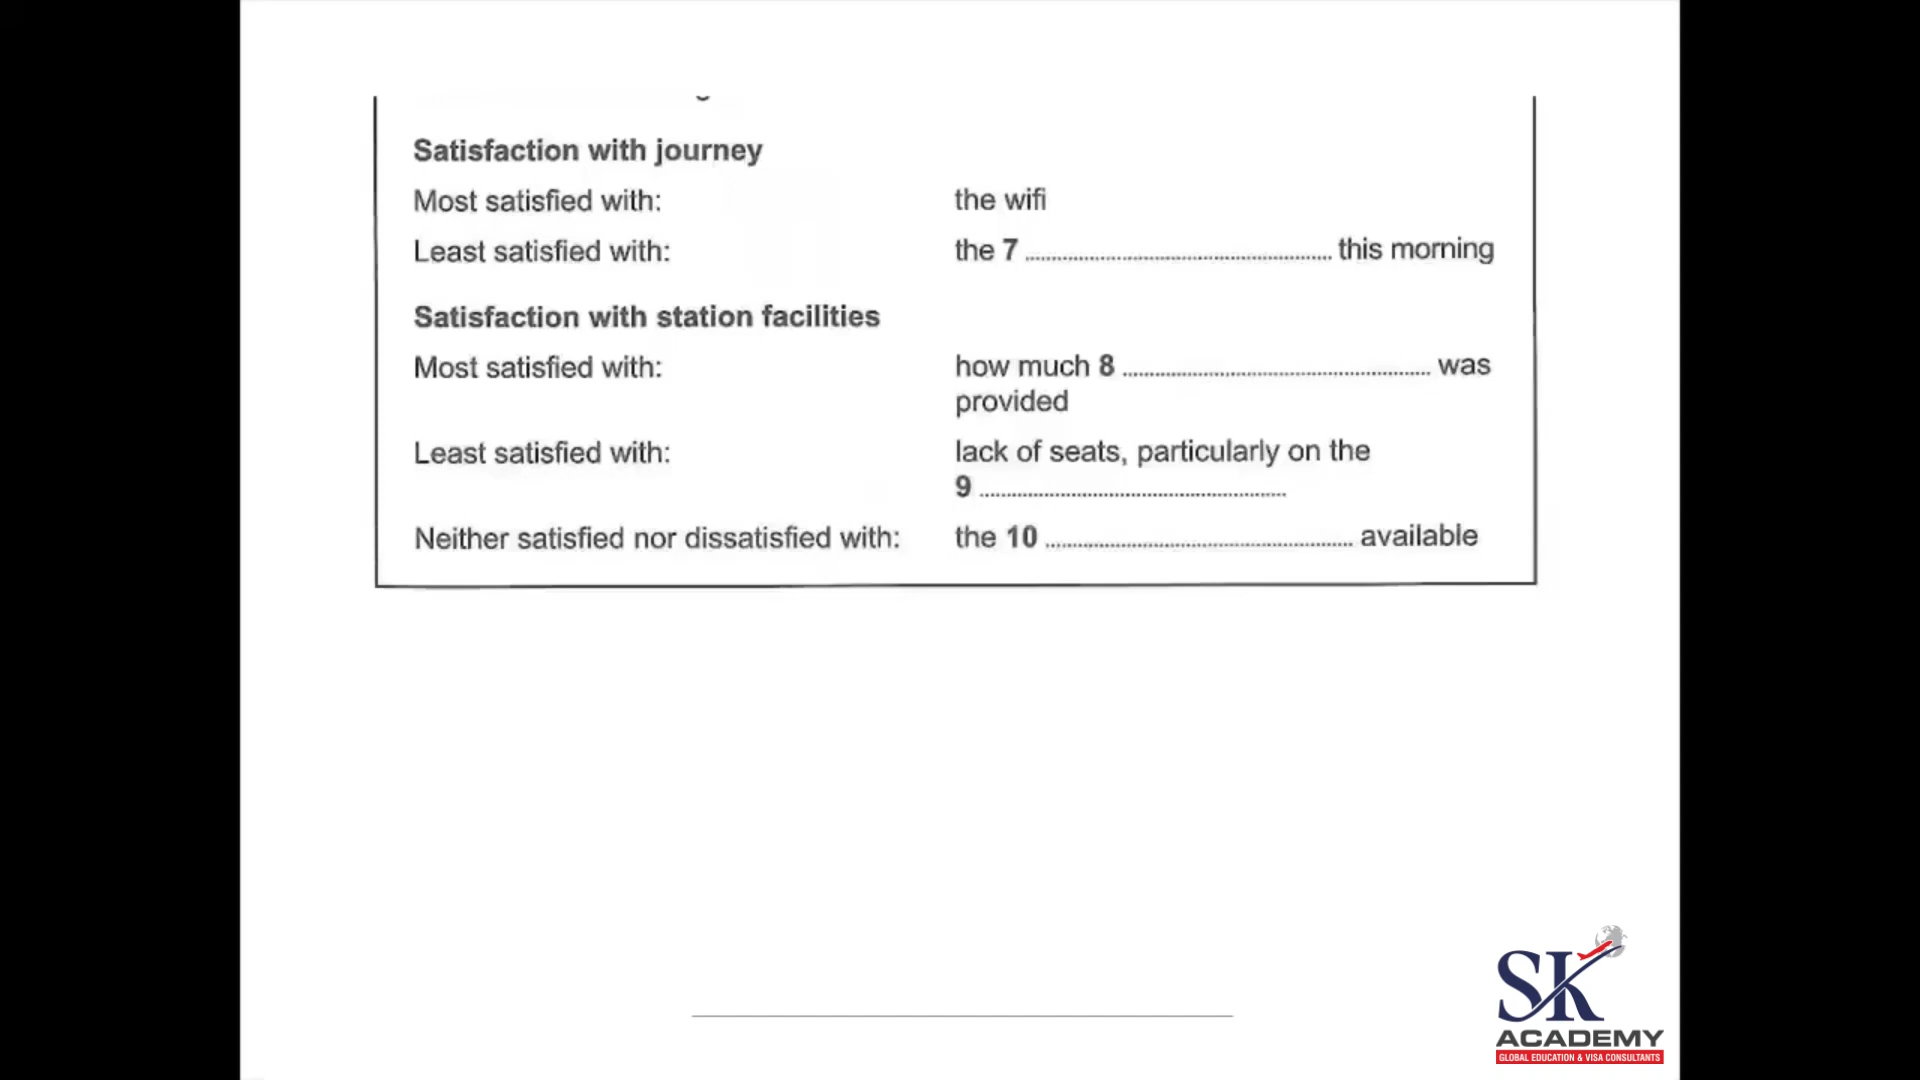 Satisfaction with journey
Most satisfied with: the wifi
Least satisfied with: the 7 ........................ this morning
Satisfaction with station facilities
Most satisfied with: how much 8 ........................ was
provided
Least satisfied with: lack of seats, particularly on the
9 ........................
Neither satisfied nor dissatisfied with: the 10 ........................ available
SK
ACADEMY
GLOBAL EDUCATION & VISA CONSULTANTS